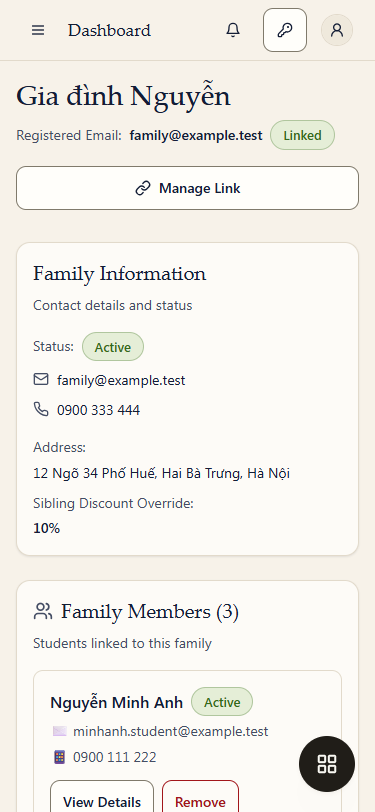 Dashboard
Gia đình Nguyễn
Registered Email: family@example.test Linked
Manage Link
Family Information
Contact details and status
Status: Active
family@example.test
0900 333 444
Address:
12 Ngõ 34 Phố Huế, Hai Bà Trưng, Hà Nội
Sibling Discount Override:
10%
Family Members (3)
Students linked to this family
Nguyễn Minh Anh Active
minhanh.student@example.test
0900 111 222
View Details Remove